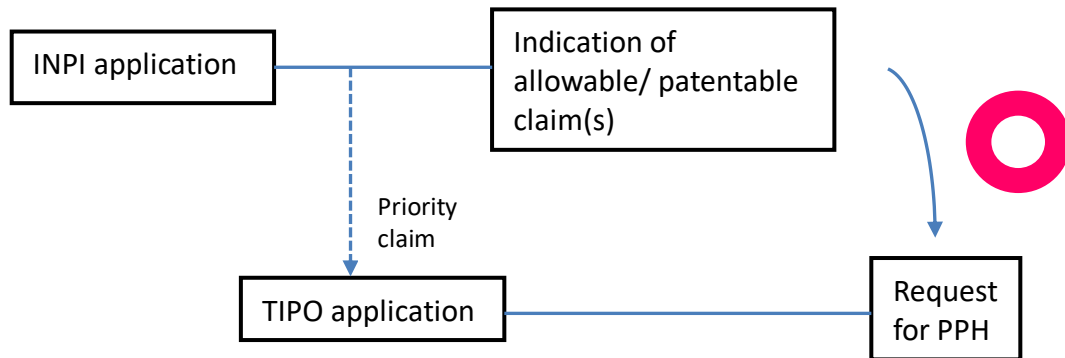 INPI application
Indication of
allowable/ patentable
claim(s)
Priority
claim
TIPO application
Request
for PPH